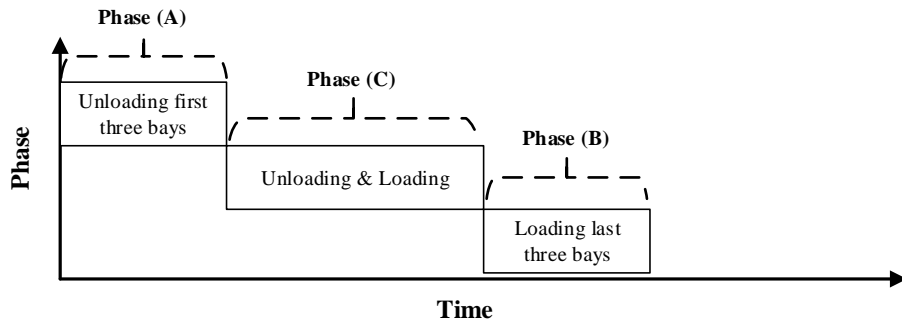 Phase (A)
Unloading first
three bays
Phase (C)
Unloading & Loading
Phase (B)
Loading last
three bays
Phase
Time